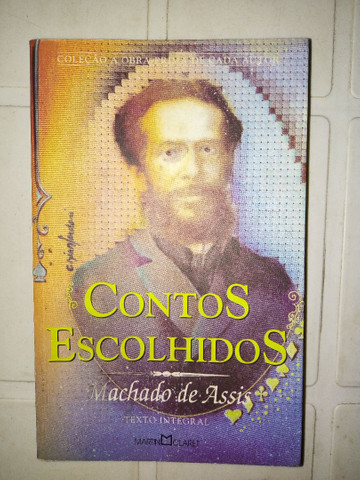 COLEÇÃO A OBRA-PRIMA DE CADA AUTOR
CONTOS
ESCOLHIDOS
Machado de Assis
TEXTO INTEGRAL
MARTIN CLARET